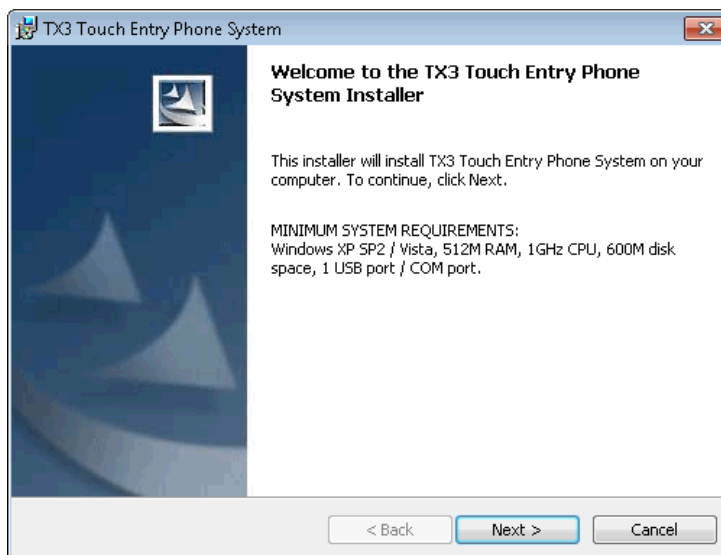 TX3 Touch Entry Phone System
Welcome to the TX3 Touch Entry Phone
System Installer
This installer will install TX3 Touch Entry Phone System on your
computer. To continue, click Next.
MINIMUM SYSTEM REQUIREMENTS:
Windows XP SP2 / Vista, 512M RAM, 1GHz CPU, 600M disk
space, 1 USB port / COM port.
< Back Next > Cancel